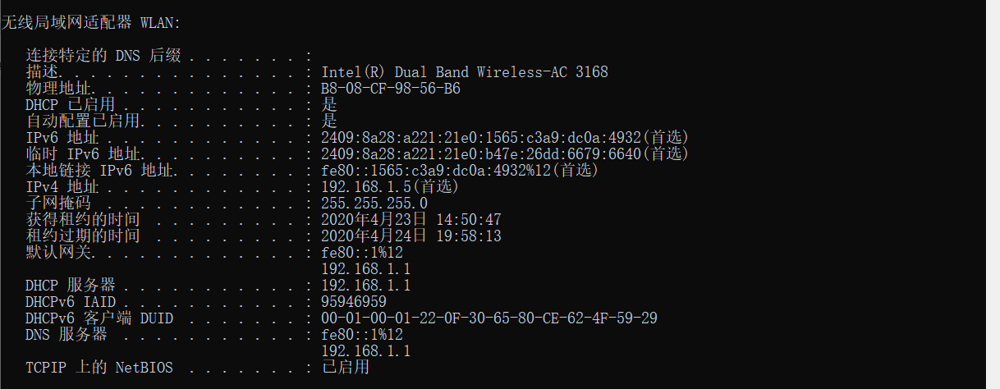 无线局域网适配器 WLAN:
连接特定的 DNS 后缀 . . . . . . . :
描述. . . . . . . . . . . . . . . : Intel(R) Dual Band Wireless-AC 3168
物理地址. . . . . . . . . . . . . : B8-08-CF-98-56-B6
DHCP 已启用 . . . . . . . . . . . : 是
自动配置已启用. . . . . . . . . . : 是
IPv6 地址 . . . . . . . . . . . . : 2409:8a28:a221:21e0:1565:c3a9:dc0a:4932(首选)
临时 IPv6 地址. . . . . . . . . . : 2409:8a28:a221:21e0:b47e:26dd:6679:6640(首选)
本地链接 IPv6 地址. . . . . . . . : fe80::1565:c3a9:dc0a:4932%12(首选)
IPv4 地址 . . . . . . . . . . . . : 192.168.1.5(首选)
子网掩码  . . . . . . . . . . . . : 255.255.255.0
获得租约的时间  . . . . . . . . . : 2020年4月23日 14:50:47
租约过期的时间  . . . . . . . . . : 2020年4月24日 19:58:13
默认网关. . . . . . . . . . . . . : fe80::1%12
192.168.1.1
DHCP 服务器 . . . . . . . . . . . : 192.168.1.1
DHCPv6 IAID . . . . . . . . . . . : 95946959
DHCPv6 客户端 DUID  . . . . . . . : 00-01-00-01-22-0F-30-65-80-CE-62-4F-59-29
DNS 服务器  . . . . . . . . . . . : fe80::1%12
192.168.1.1
TCPIP 上的 NetBIOS  . . . . . . . : 已启用